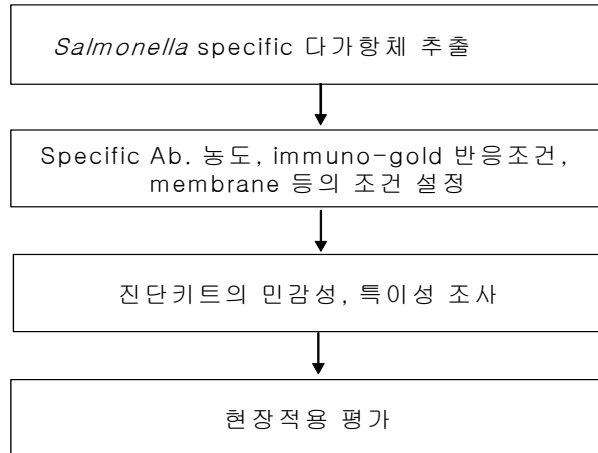 Salmonella specific 다가항체 추출
Specific Ab. 농도, immuno-gold 반응조건,
membrane 등의 조건 설정
진단키트의 민감성, 특이성 조사
현장적용 평가